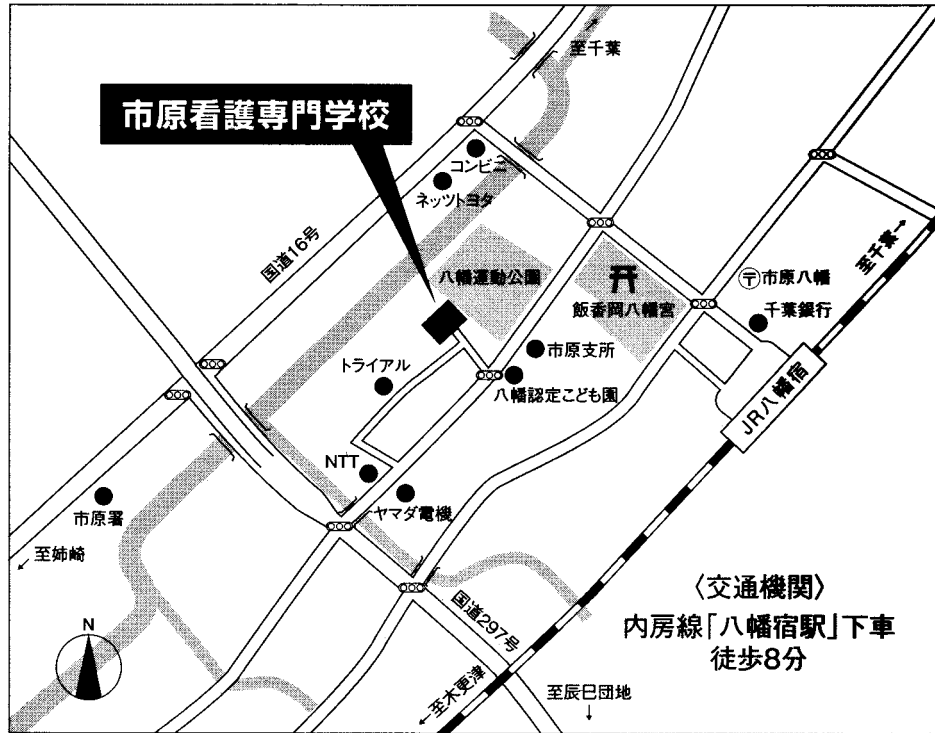 至千葉
市原看護専門学校
コンビニ
ネッツトヨタ
国道16号
八幡運動公園
飯香岡八幡宮
〒市原八幡
千葉銀行
至千葉
市原支所
トライアル
八幡認定こども園
JR八幡宿
NTT
ヤマダ電機
市原署
至姉崎
国道297号
〈交通機関〉
内房線「八幡宿駅」下車
徒歩8分
N
至木更津
至辰巳団地